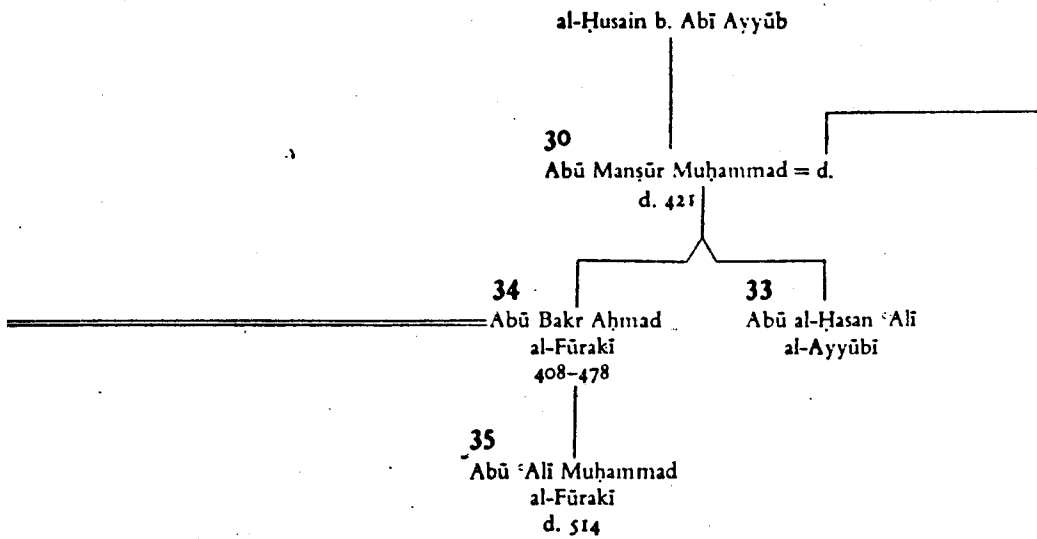 al-Ḥusain b. Abī Ayyūb
30
Abū Manṣūr Muḥammad = d.
d. 421
34
Abū Bakr Aḥmad
al-Fūrakī
408–478
33
Abū al-Ḥasan ʿAlī
al-Ayyūbī
35
Abū ʿAlī Muḥammad
al-Fūrakī
d. 514